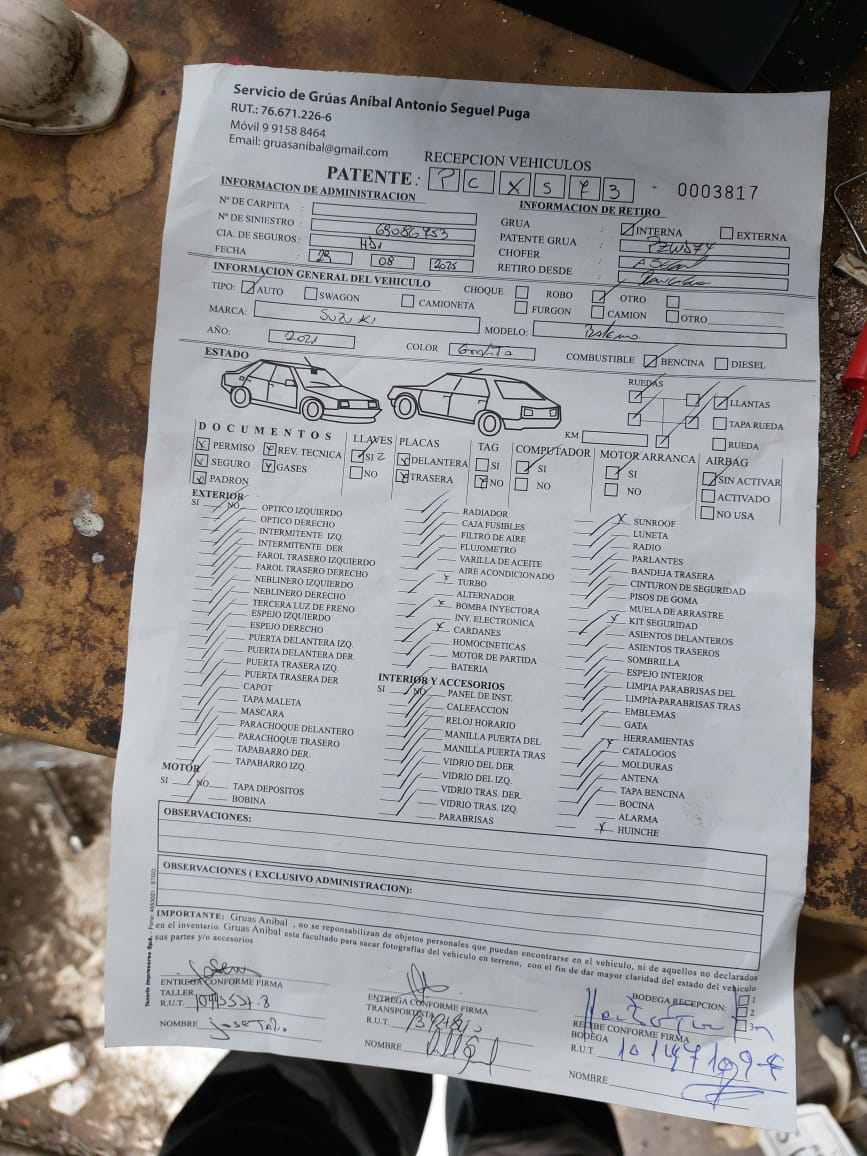 Servicio de Grúas Aníbal Antonio Seguel Puga
RUT.: 76.671.226-6
Móvil 9 9158 8464
Email: gruasanibal@gmail.com
RECEPCION VEHICULOS
PATENTE: P C X S Y 3
0003817
INFORMACION DE ADMINISTRACION
Nº DE CARPETA :
Nº DE SINIESTRO : 69086453
CIA. DE SEGUROS : HDI
FECHA : 29 08 2025
INFORMACION DE RETIRO
GRUA : INTERNA EXTERNA
PATENTE GRUA :
CHOFER :
RETIRO DESDE :
INFORMACION GENERAL DEL VEHICULO
CHOQUE ROBO OTRO
TIPO: AUTO SWAGON CAMIONETA FURGON CAMION OTRO
MARCA: SUZUKI MODELO: Baleno
AÑO: 2021 COLOR Grafito COMBUSTIBLE BENCINA DIESEL
ESTADO
RUEDAS
LLANTAS
TAPA RUEDA
RUEDA
KM
DOCUMENTOS
PERMISO REV. TECNICA
SEGURO GASES
PADRON
LLAVES
SI 2
NO
PLACAS
DELANTERA
TRASERA
TAG
SI
NO
COMPUTADOR
SI
NO
MOTOR ARRANCA
SI
NO
AIRBAG
SIN ACTIVAR
ACTIVADO
NO USA
EXTERIOR
SI NO
OPTICO IZQUIERDO
OPTICO DERECHO
INTERMITENTE IZQ.
INTERMITENTE DER
FAROL TRASERO IZQUIERDO
FAROL TRASERO DERECHO
NEBLINERO IZQUIERDO
NEBLINERO DERECHO
TERCERA LUZ DE FRENO
ESPEJO IZQUIERDO
ESPEJO DERECHO
PUERTA DELANTERA IZQ.
PUERTA DELANTERA DER
PUERTA TRASERA IZQ.
PUERTA TRASERA DER
CAPOT
TAPA MALETA
MASCARA
PARACHOQUE DELANTERO
PARACHOQUE TRASERO
TAPABARRO DER.
TAPABARRO IZQ.
MOTOR
SI NO
TAPA DEPOSITOS
BOBINA
RADIADOR
CAJA FUSIBLES
FILTRO DE AIRE
FLUJOMETRO
VARILLA DE ACEITE
AIRE ACONDICIONADO
x TURBO
ALTERNADOR
x BOMBA INYECTORA
INY. ELECTRONICA
x CARDANES
HOMOCINETICAS
MOTOR DE PARTIDA
BATERIA
INTERIOR Y ACCESORIOS
SI NO
PANEL DE INST.
CALEFACCION
RELOJ HORARIO
MANILLA PUERTA DEL
MANILLA PUERTA TRAS
VIDRIO DEL DER
VIDRIO DEL IZQ.
VIDRIO TRAS. DER
VIDRIO TRAS. IZQ.
PARABRISAS
x SUNROOF
LUNETA
RADIO
PARLANTES
BANDEJA TRASERA
CINTURON DE SEGURIDAD
PISOS DE GOMA
MUELA DE ARRASTRE
x KIT SEGURIDAD
ASIENTOS DELANTEROS
ASIENTOS TRASEROS
SOMBRILLA
ESPEJO INTERIOR
LIMPIA PARABRISAS DEL
LIMPIA PARABRISAS TRAS
EMBLEMAS
GATA
HERRAMIENTAS
x CATALOGOS
MOLDURAS
ANTENA
TAPA BENCINA
BOCINA
ALARMA
x HUINCHE
OBSERVACIONES:
OBSERVACIONES ( EXCLUSIVO ADMINISTRACION):
IMPORTANTE: Gruas Anibal , no se reponsabilizan de objetos personales que puedan encontrarse en el vehículo, ni de aquellos no declarados
en el inventario. Gruas Anibal esta facultado para sacar fotografías del vehículo en terreno, con el fin de dar mayor claridad del estado del vehiculo
sus partes y/o accesorios
ENTREGA CONFORME FIRMA
TALLER
R.U.T.
NOMBRE
ENTREGA CONFORME FIRMA
TRANSPORTISTA
R.U.T.
NOMBRE
BODEGA RECEPCION: 1
2
3
RECIBE CONFORME FIRMA
BODEGA
R.U.T.
NOMBRE